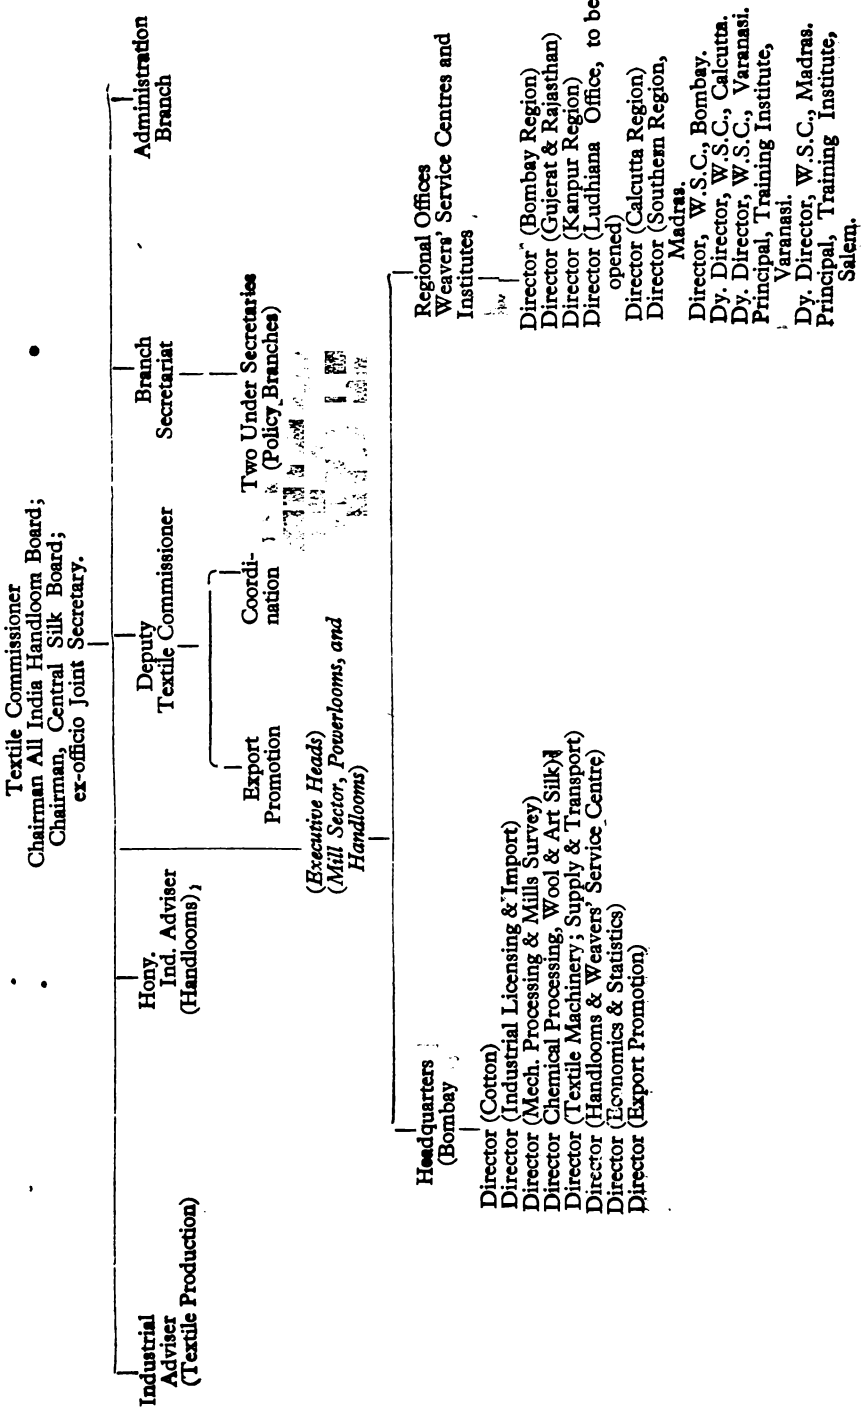 Textile Commissioner
Chairman All India Handloom Board;
Chairman, Central Silk Board;
ex-officio Joint Secretary.
Industrial
Adviser
(Textile Production)
Hony.
Ind. Adviser
(Handlooms),
Deputy
Textile Commissioner
Export
Promotion
Coordi-
nation
Branch
Secretariat
Two Under Secretaries
(Policy Branches)
Administration
Branch
(Executive Heads)
(Mill Sector, Powerlooms, and
Handlooms)
Headquarters
(Bombay
Director (Cotton)
Director (Industrial Licensing & Import)
Director (Mech. Processing & Mills Survey)
Director Chemical Processing, Wool & Art Silk)
Director (Textile Machinery; Supply & Transport)
Director (Handlooms & Weavers' Service Centre)
Director (Economics & Statistics)
Director (Export Promotion)
Regional Offices
Weavers' Service Centres and
Institutes
Director (Bombay Region)
Director (Gujerat & Rajasthan)
Director (Kanpur Region)
Director (Ludhiana Office, to be
opened)
Director (Calcutta Region)
Director (Southern Region,
Madras.
Director, W.S.C., Bombay.
Dy. Director, W.S.C., Calcutta.
Dy. Director, W.S.C., Varanasi.
Principal, Training Institute,
Varanasi.
Dy. Director, W.S.C., Madras.
Principal, Training Institute,
Salem.